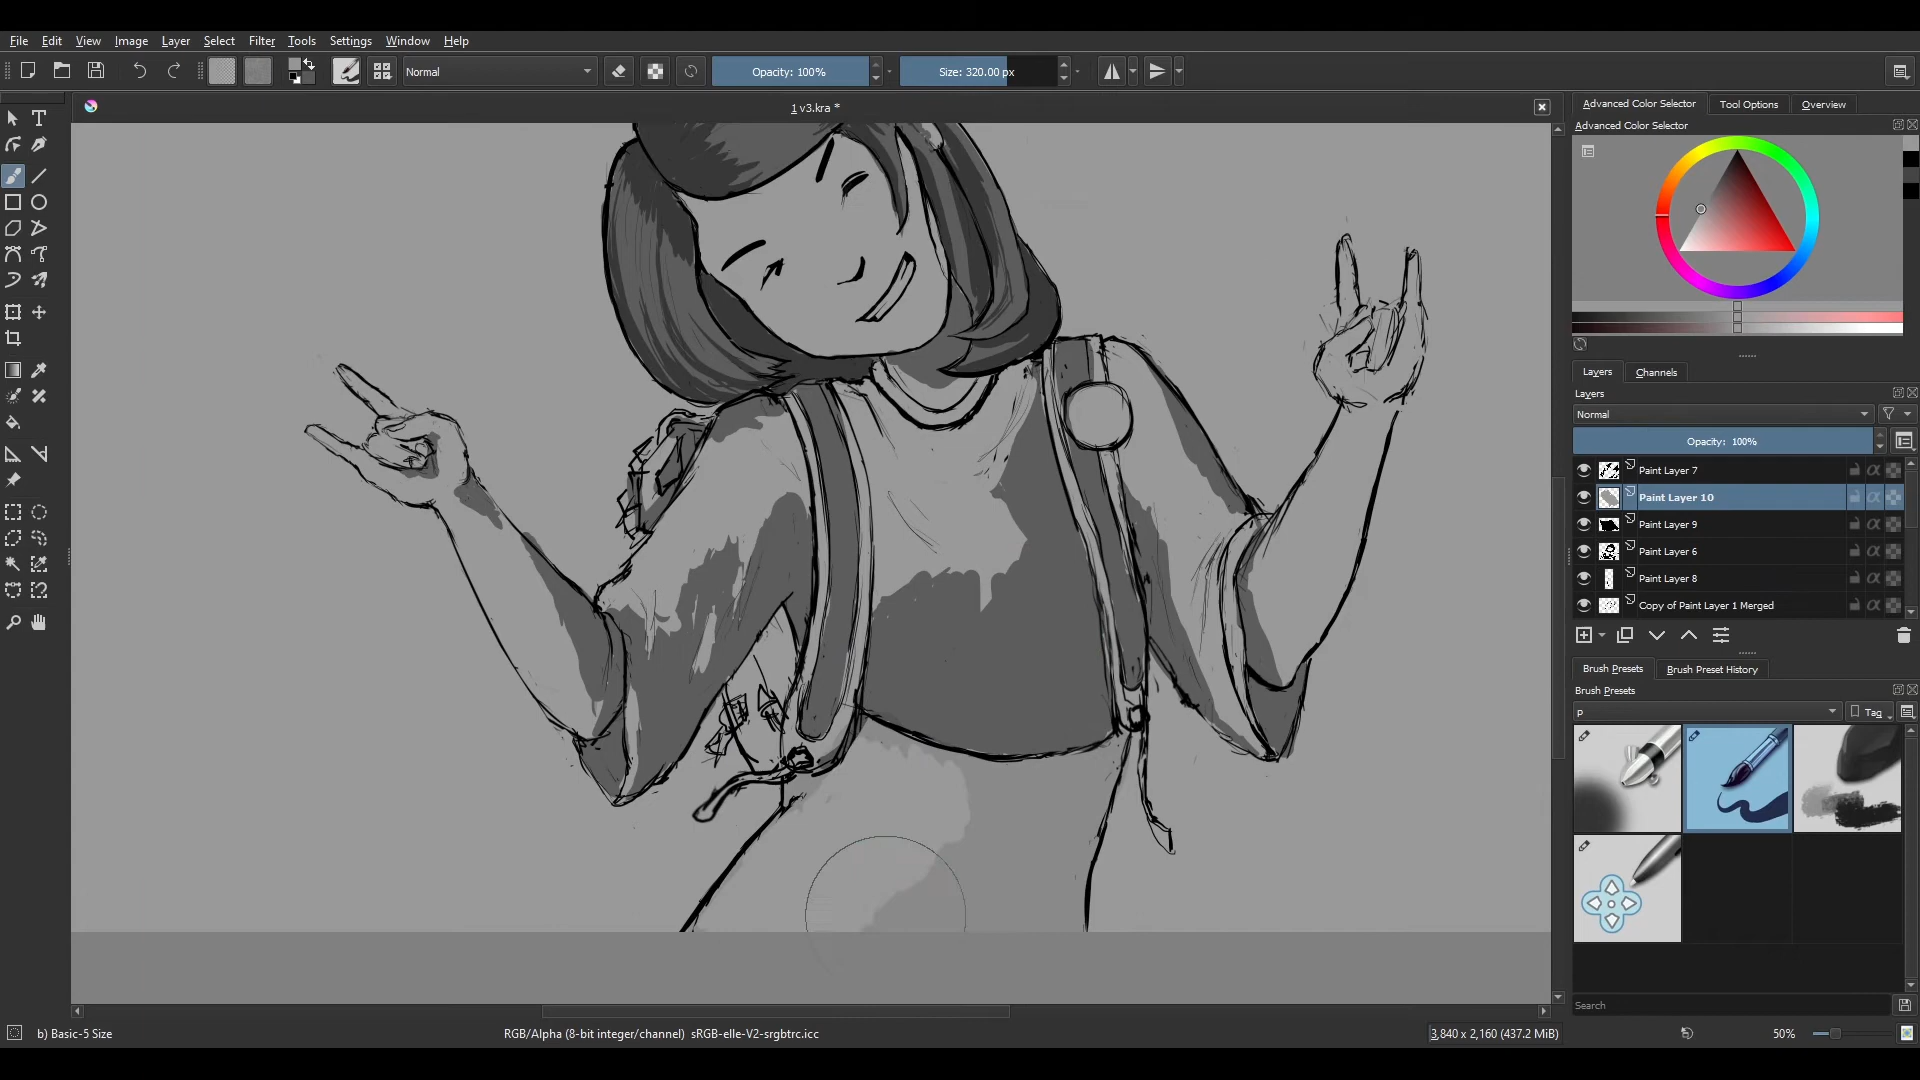 File Edit View Image Layer Select Filter Tools Settings Window Help
Normal
Opacity: 100%
Size: 320.00 px
1 v3.kra *
Advanced Color Selector
Tool Options
Overview
Advanced Color Selector
Layers
Channels
Layers
Normal
Opacity: 100%
Paint Layer 7
Paint Layer 10
Paint Layer 9
Paint Layer 6
Paint Layer 8
Copy of Paint Layer 1 Merged
Brush Presets
Brush Preset History
Brush Presets
p
Tag
Search
b) Basic-5 Size
RGB/Alpha (8-bit integer/channel) sRGB-elle-V2-srgbtrc.icc
3,840 x 2,160 (437.2 MiB)
50%